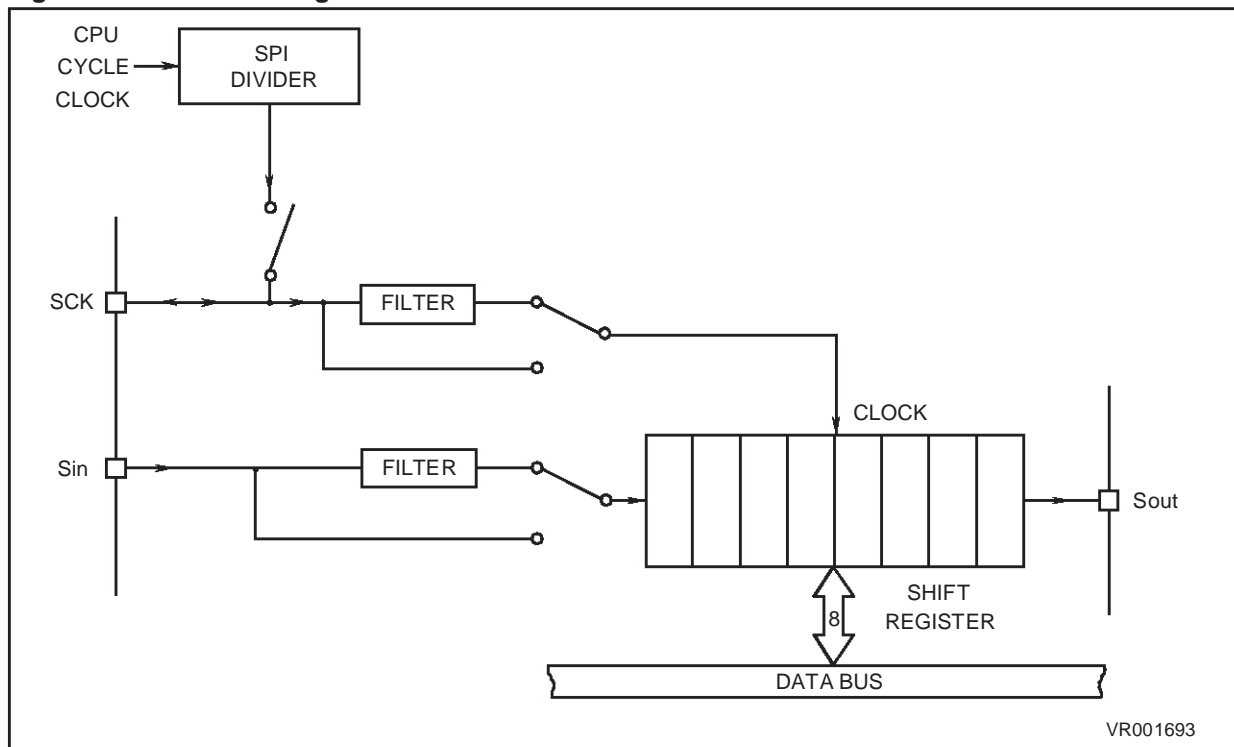 CPU
CYCLE
CLOCK
SPI
DIVIDER
SCK
FILTER
CLOCK
Sin
FILTER
Sout
SHIFT
REGISTER
8
DATA BUS
VR001693